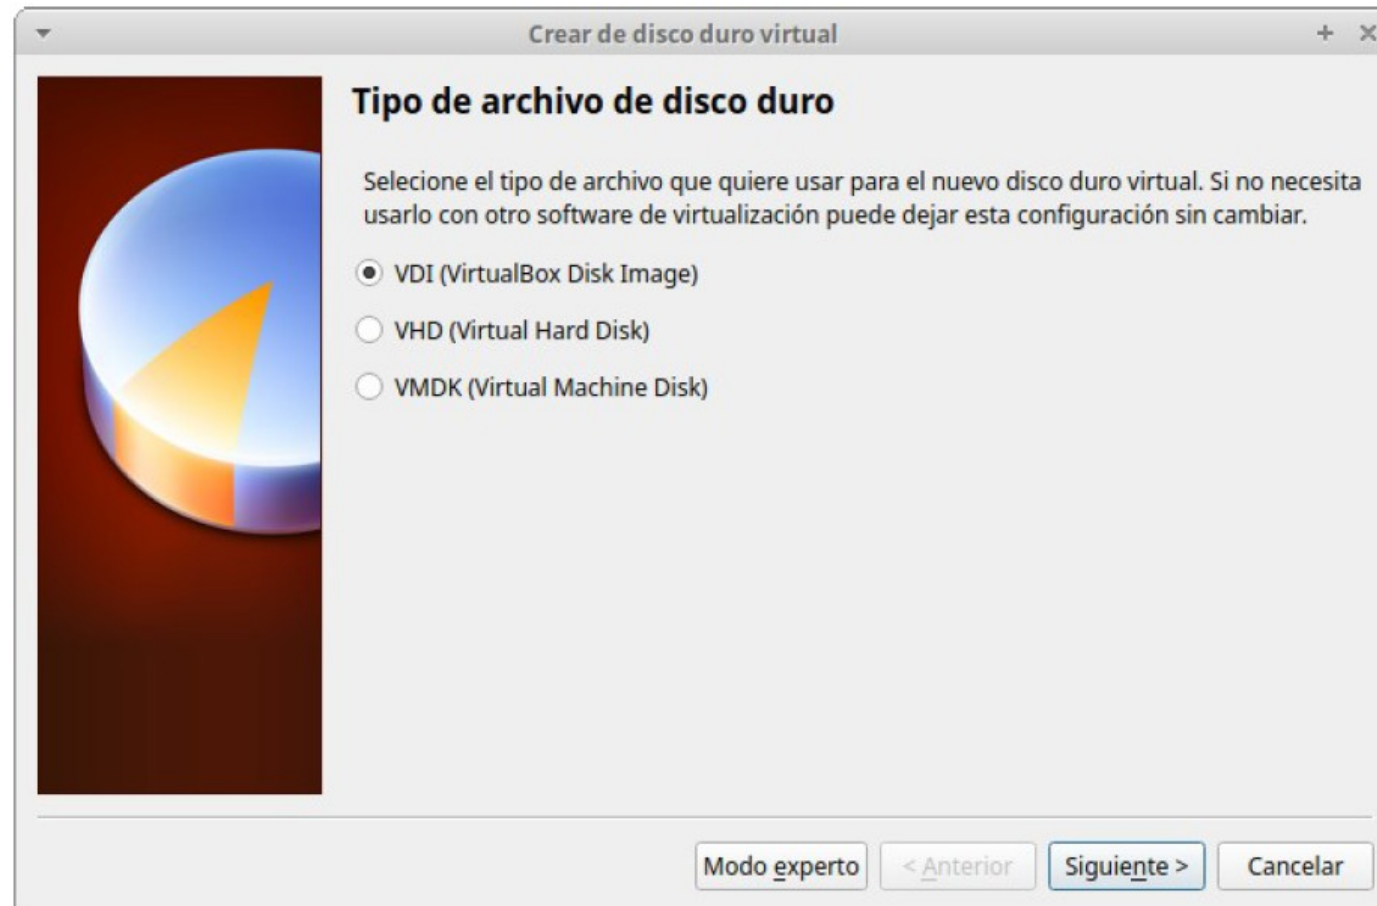 Crear de disco duro virtual
Tipo de archivo de disco duro
Selecione el tipo de archivo que quiere usar para el nuevo disco duro virtual. Si no necesita
usarlo con otro software de virtualización puede dejar esta configuración sin cambiar.
VDI (VirtualBox Disk Image)
VHD (Virtual Hard Disk)
VMDK (Virtual Machine Disk)
Modo experto < Anterior Siguiente > Cancelar